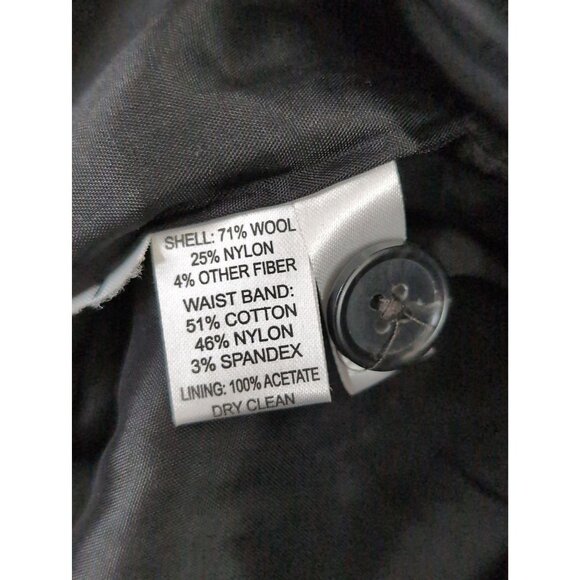 SHELL: 71% WOOL
25% NYLON
4% OTHER FIBER
WAIST BAND:
51% COTTON
46% NYLON
3% SPANDEX
LINING: 100% ACETATE
DRY CLEAN